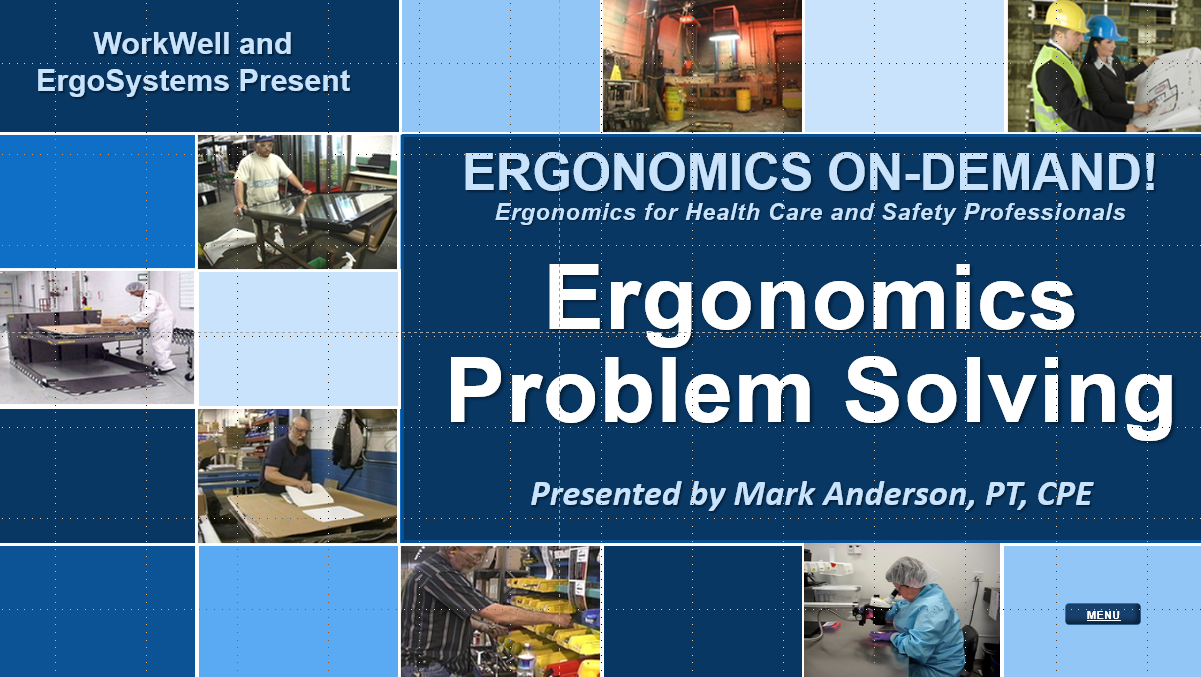 WorkWell and
ErgoSystems Present
ERGONOMICS ON-DEMAND!
Ergonomics for Health Care and Safety Professionals
Ergonomics
Problem Solving
Presented by Mark Anderson, PT, CPE
MENU